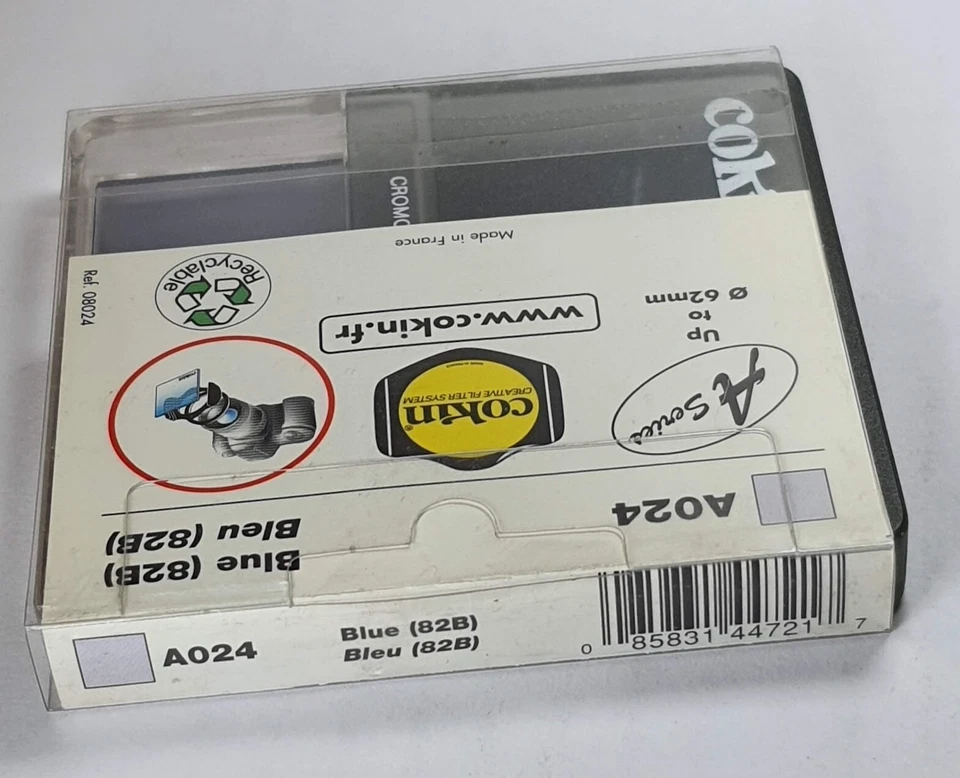 cok
CROMO
Made in France
Ref. 08024
Recyclable
www.cokin.fr
Up
to
Ø 62mm
A Series
cokin®
CREATIVE FILTER SYSTEM
A024
Blue (82B)
Bleu (82B)
A024
Blue (82B)
Bleu (82B)
0 85831 44721 7